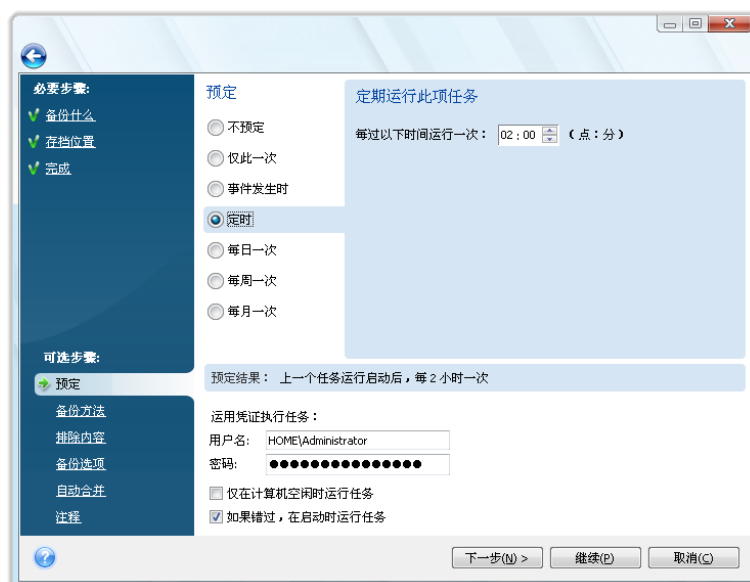 必要步骤:
备份什么
存档位置
完成
可选步骤:
预定
备份方法
排除内容
备份选项
自动合并
注释
预定
不预定
仅此一次
事件发生时
定时
每日一次
每周一次
每月一次
定期运行此项任务
每过以下时间运行一次： 02：00 （点：分）
预定结果： 上一个任务运行启动后，每 2 小时一次
运用凭证执行任务：
用户名: HOME\Administrator
密码: ●●●●●●●●●●●●●●●
仅在计算机空闲时运行任务
如果错过，在启动时运行任务
下一步(N) > 继续(P) 取消(C)